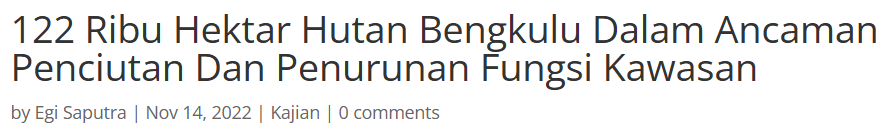 122 Ribu Hektar Hutan Bengkulu Dalam Ancaman
Penciutan Dan Penurunan Fungsi Kawasan
by Egi Saputra | Nov 14, 2022 | Kajian | 0 comments